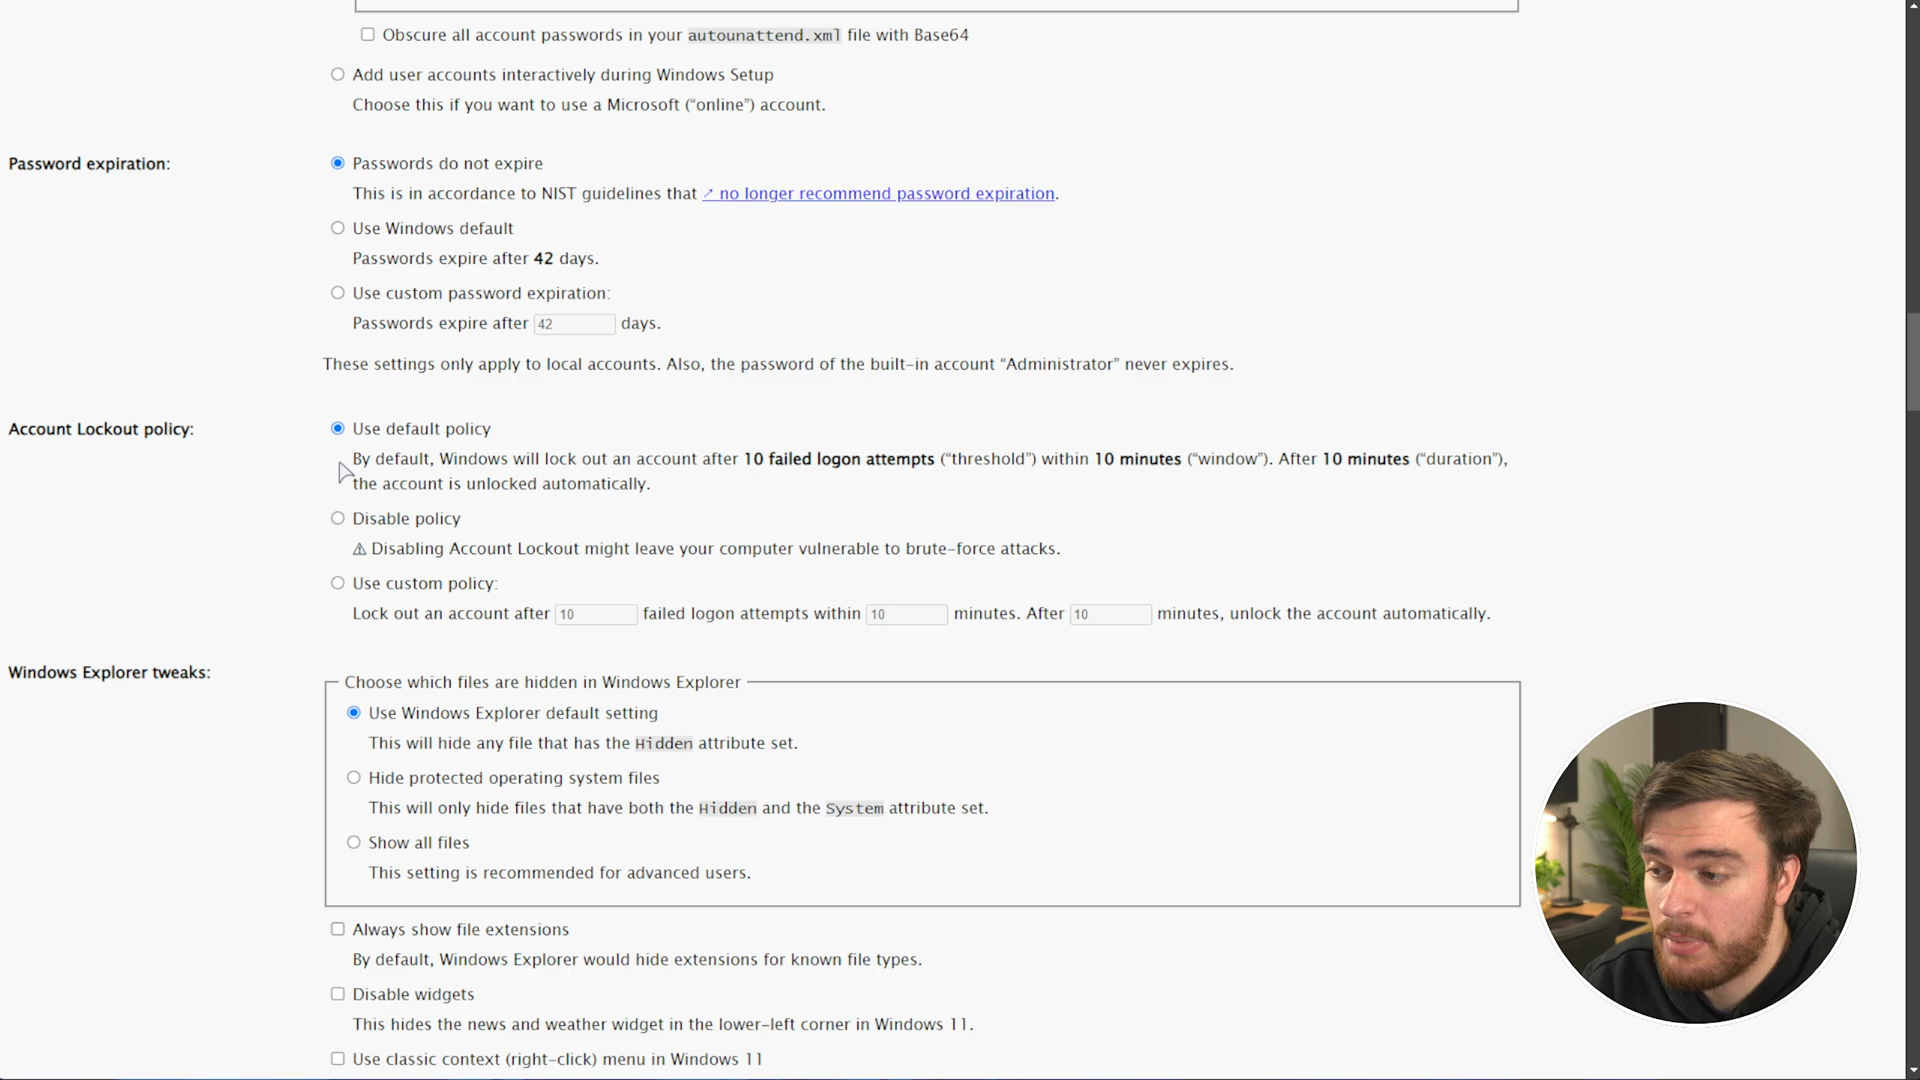 Obscure all account passwords in your autounattend.xml file with Base64
Add user accounts interactively during Windows Setup
Choose this if you want to use a Microsoft (“online”) account.
Password expiration:
Passwords do not expire
This is in accordance to NIST guidelines that ↗ no longer recommend password expiration.
Use Windows default
Passwords expire after 42 days.
Use custom password expiration:
Passwords expire after 42 days.
These settings only apply to local accounts. Also, the password of the built-in account “Administrator” never expires.
Account Lockout policy:
Use default policy
By default, Windows will lock out an account after 10 failed logon attempts (“threshold”) within 10 minutes (“window”). After 10 minutes (“duration”),
the account is unlocked automatically.
Disable policy
⚠ Disabling Account Lockout might leave your computer vulnerable to brute-force attacks.
Use custom policy:
Lock out an account after 10 failed logon attempts within 10 minutes. After 10 minutes, unlock the account automatically.
Windows Explorer tweaks:
Choose which files are hidden in Windows Explorer
Use Windows Explorer default setting
This will hide any file that has the Hidden attribute set.
Hide protected operating system files
This will only hide files that have both the Hidden and the System attribute set.
Show all files
This setting is recommended for advanced users.
Always show file extensions
By default, Windows Explorer would hide extensions for known file types.
Disable widgets
This hides the news and weather widget in the lower-left corner in Windows 11.
Use classic context (right-click) menu in Windows 11